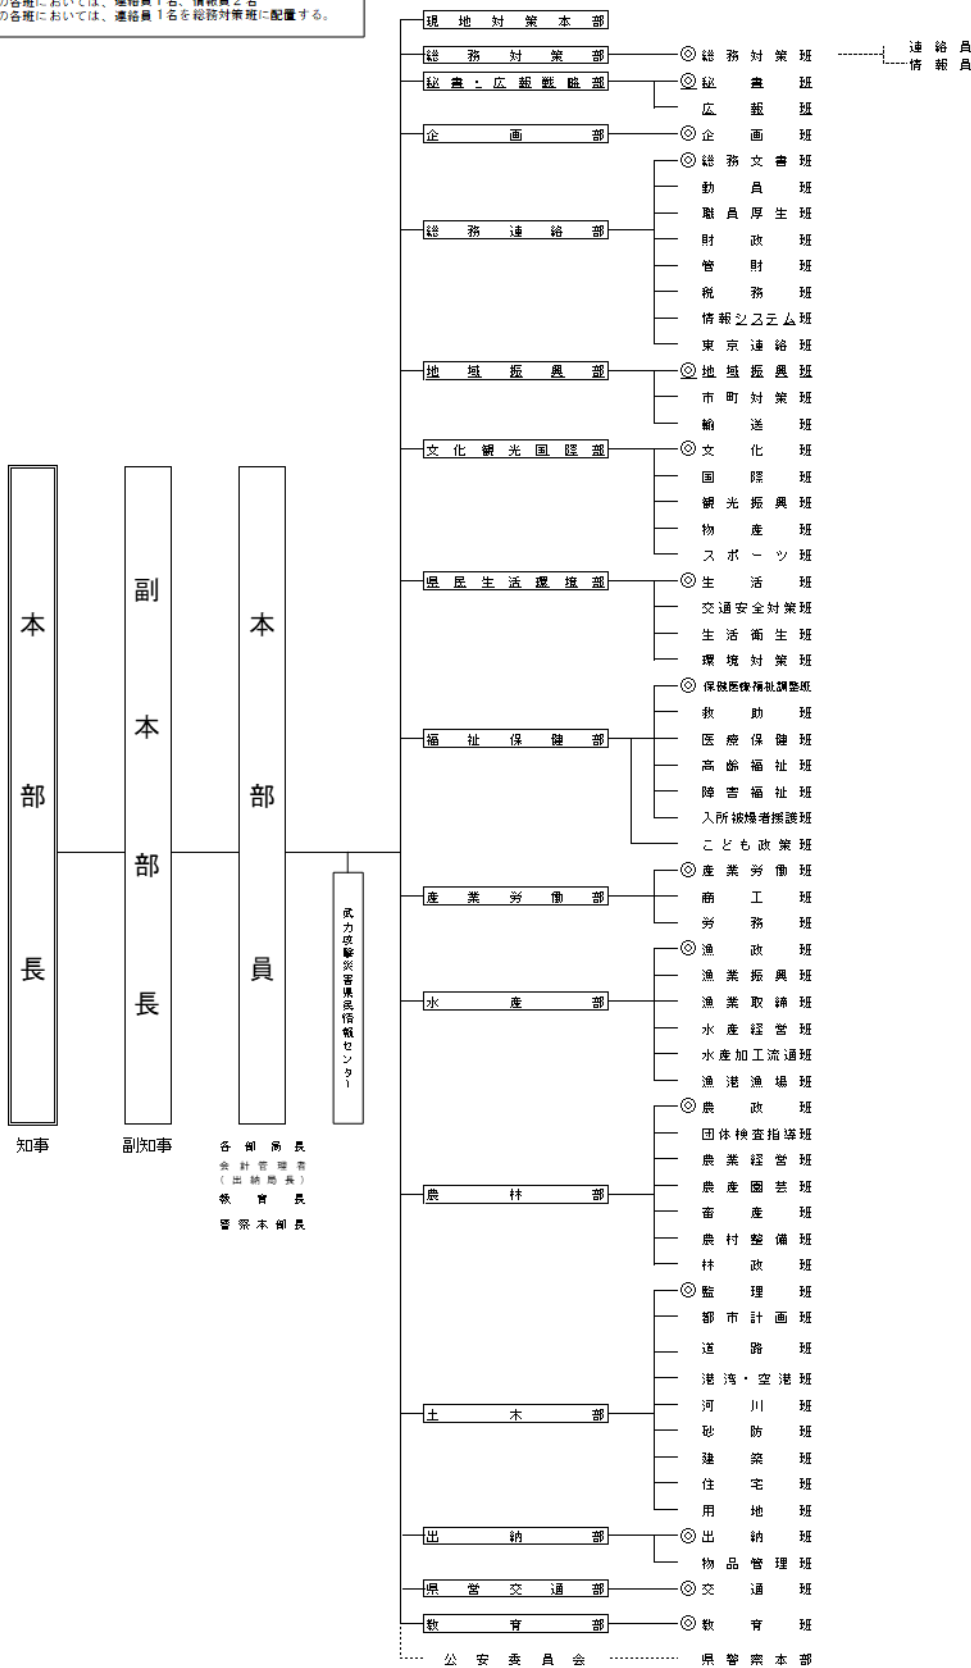 の各班においては、連絡員１名、情報員２名
の各班においては、連絡員１名を総務対策班に配置する。
現地対策本部
総務対策部
◎総務対策班
連絡員
情報員
秘書・広報戦略部
◎秘書班
広報班
企画部
◎企画班
総務連絡部
◎総務文書班
動員班
職員厚生班
財政班
管財班
税務班
情報システム班
東京連絡班
地域振興部
◎地域振興班
市町対策班
輸送班
文化観光国際部
◎文化班
国際班
観光振興班
物産班
スポーツ班
県民生活環境部
◎生活班
交通安全対策班
生活衛生班
環境対策班
福祉保健部
◎保健医療福祉調整班
救助班
医療保健班
高齢福祉班
障害福祉班
入所被爆者援護班
こども政策班
産業労働部
◎産業労働班
商工班
労務班
水産部
◎漁政班
漁業振興班
漁業取締班
水産経営班
水産加工流通班
漁港漁場班
農林部
◎農政班
団体検査指導班
農業経営班
農産園芸班
畜産班
農村整備班
林政班
土木部
◎監理班
都市計画班
道路班
港湾・空港班
河川班
砂防班
建築班
住宅班
用地班
出納部
◎出納班
物品管理班
県営交通部
◎交通班
教育部
◎教育班
公安委員会
県警察本部
本部長
知事
副本部長
副知事
本部員
各部局長
会計管理者
（出納局長）
教育長
警察本部長
武力攻撃災害県民情報センター